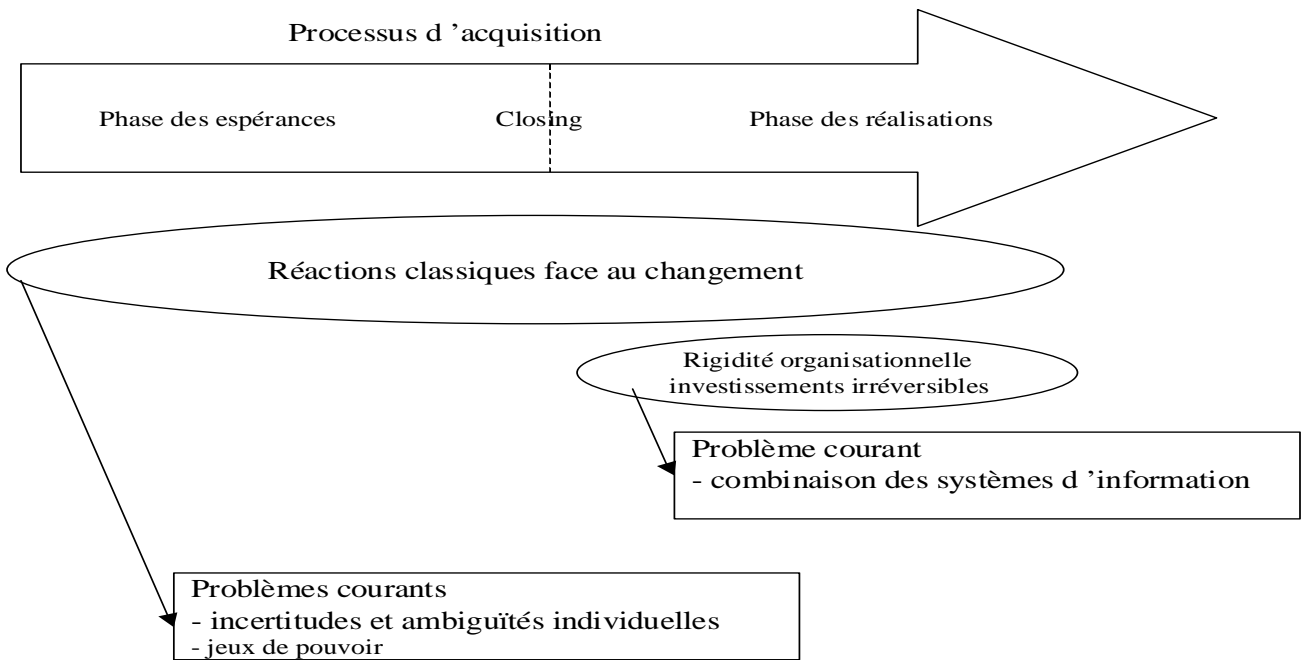 Processus d ’acquisition
Phase des espérances
Closing
Phase des réalisations
Réactions classiques face au changement
Rigidité organisationnelle
investissements irréversibles
Problème courant
- combinaison des systèmes d ’information
Problèmes courants
- incertitudes et ambiguïtés individuelles
- jeux de pouvoir